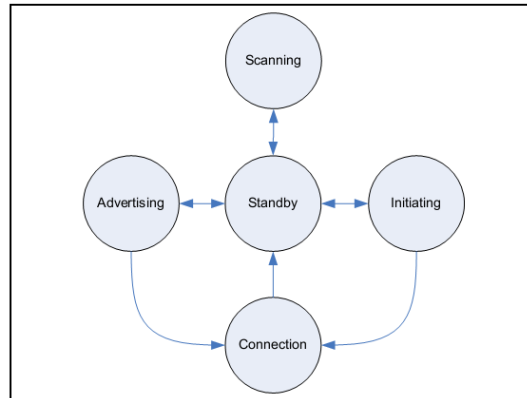 Scanning
Advertising
Standby
Initiating
Connection